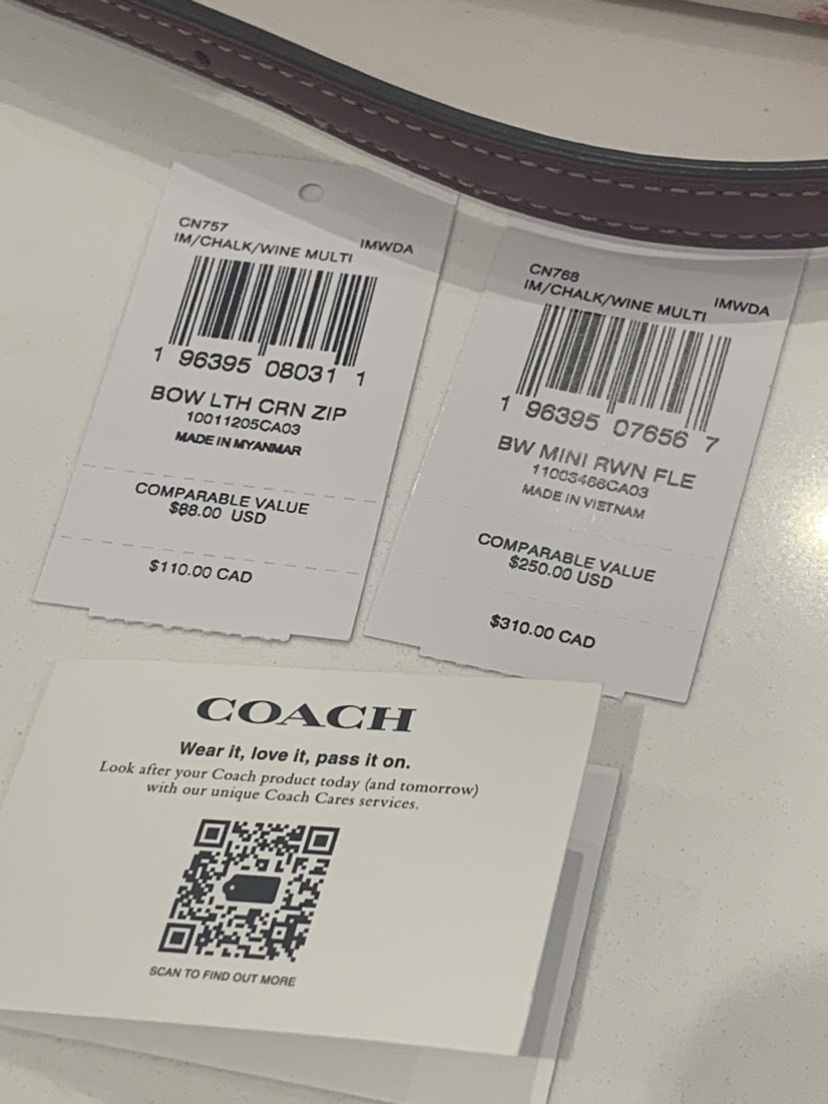 CN757
IM/CHALK/WINE MULTI IMWDA
1 96395 08031 1
BOW LTH CRN ZIP
10011205CA03
MADE IN MYANMAR
COMPARABLE VALUE
$88.00 USD
$110.00 CAD
CN768
IM/CHALK/WINE MULTI IMWDA
1 96395 07656 7
BW MINI RWN FLE
11003466CA03
MADE IN VIETNAM
COMPARABLE VALUE
$250.00 USD
$310.00 CAD
COACH
Wear it, love it, pass it on.
Look after your Coach product today (and tomorrow)
with our unique Coach Cares services.
SCAN TO FIND OUT MORE